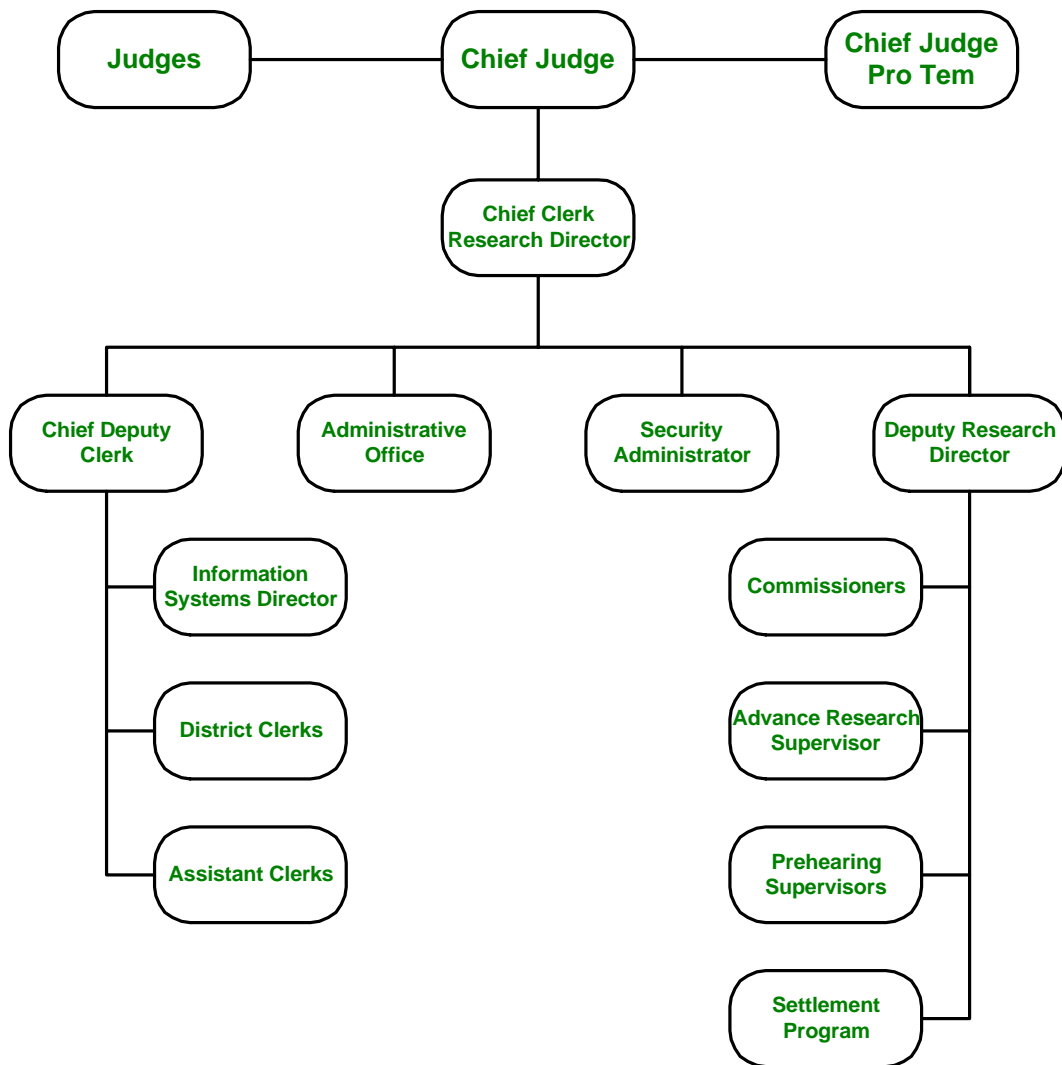 Judges
Chief Judge
Chief Judge
Pro Tem
Chief Clerk
Research Director
Chief Deputy
Clerk
Administrative
Office
Security
Administrator
Deputy Research
Director
Information
Systems Director
District Clerks
Assistant Clerks
Commissioners
Advance Research
Supervisor
Prehearing
Supervisors
Settlement
Program